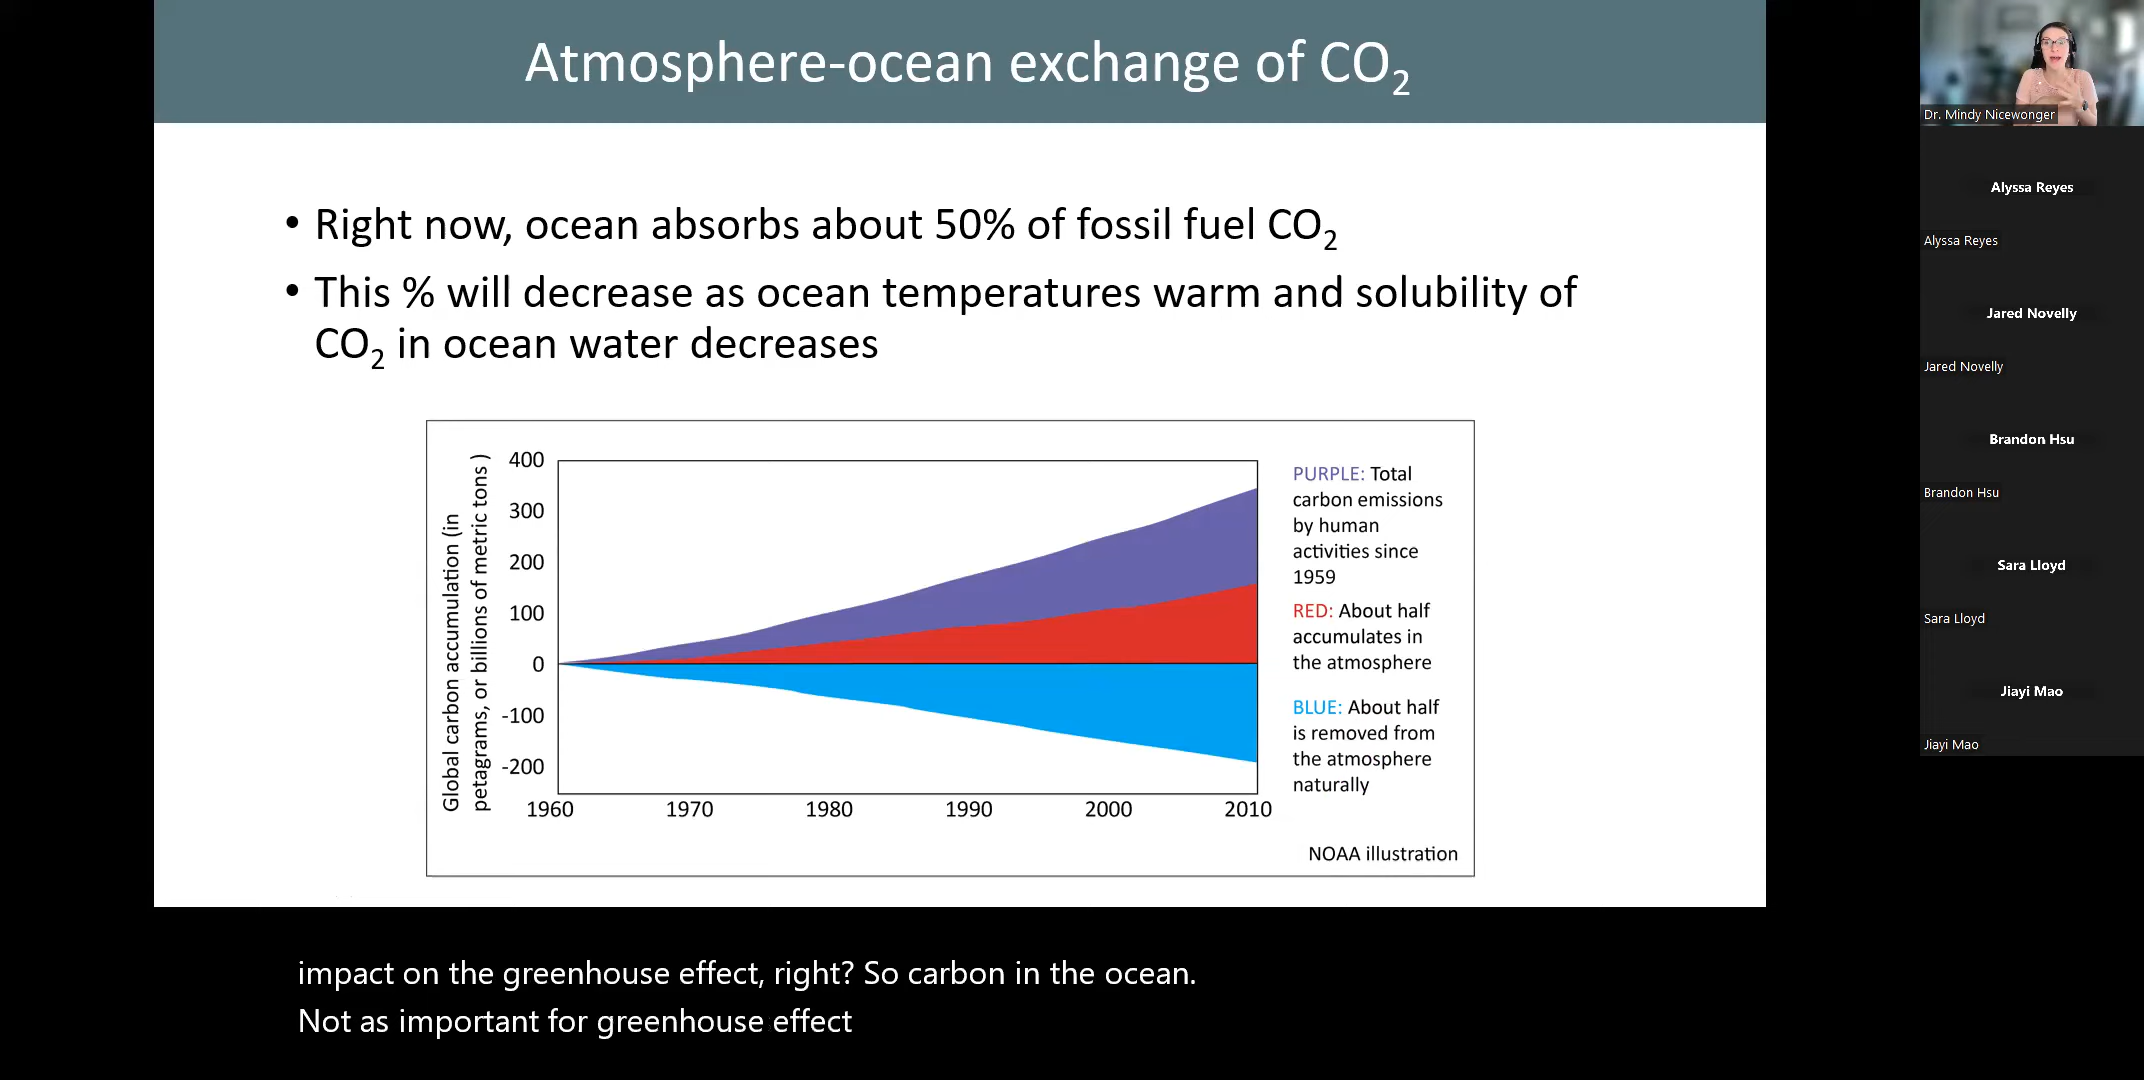 Atmosphere-ocean exchange of CO2
• Right now, ocean absorbs about 50% of fossil fuel CO2
• This % will decrease as ocean temperatures warm and solubility of
CO2 in ocean water decreases
Global carbon accumulation (in
petagrams, or billions of metric tons )
400
300
200
100
0
-100
-200
1960
1970
1980
1990
2000
2010
PURPLE: Total
carbon emissions
by human
activities since
1959
RED: About half
accumulates in
the atmosphere
BLUE: About half
is removed from
the atmosphere
naturally
NOAA illustration
impact on the greenhouse effect, right? So carbon in the ocean.
Not as important for greenhouse effect
Dr. Mindy Nicewonger
Alyssa Reyes
Alyssa Reyes
Jared Novelly
Jared Novelly
Brandon Hsu
Brandon Hsu
Sara Lloyd
Sara Lloyd
Jiayi Mao
Jiayi Mao